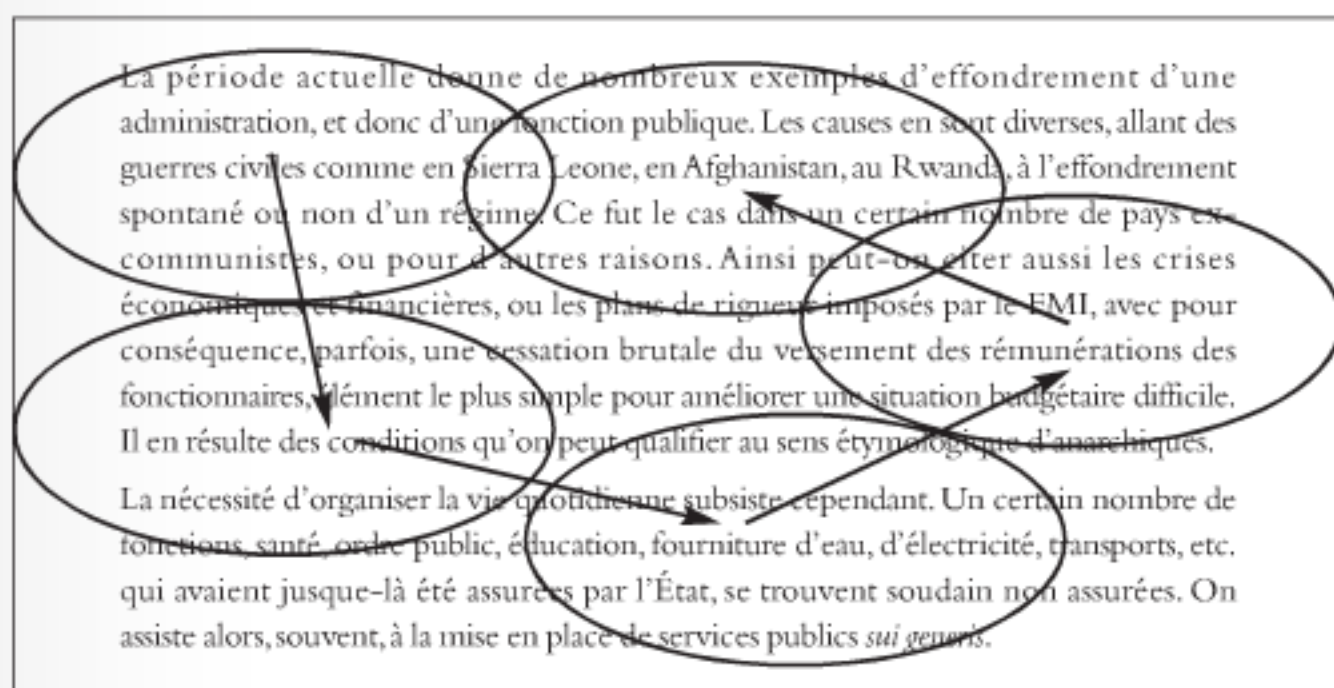 La période actuelle donne de nombreux exemples d’effondrement d’une
administration, et donc d’une fonction publique. Les causes en sont diverses, allant des
guerres civiles comme en Sierra Leone, en Afghanistan, au Rwanda, à l’effondrement
spontané ou non d’un régime. Ce fut le cas dans un certain nombre de pays ex-
communistes, ou pour d’autres raisons. Ainsi peut-on citer aussi les crises
économiques et financières, ou les plans de rigueur imposés par le FMI, avec pour
conséquence, parfois, une cessation brutale du versement des rémunérations des
fonctionnaires, élément le plus simple pour améliorer une situation budgétaire difficile.
Il en résulte des conditions qu’on peut qualifier au sens étymologique d’anarchiques.
La nécessité d’organiser la vie quotidienne subsiste cependant. Un certain nombre de
fonctions, santé, ordre public, éducation, fourniture d'eau, d’électricité, transports, etc.
qui avaient jusque-là été assurées par l’État, se trouvent soudain non assurées. On
assiste alors, souvent, à la mise en place de services publics sui generis.